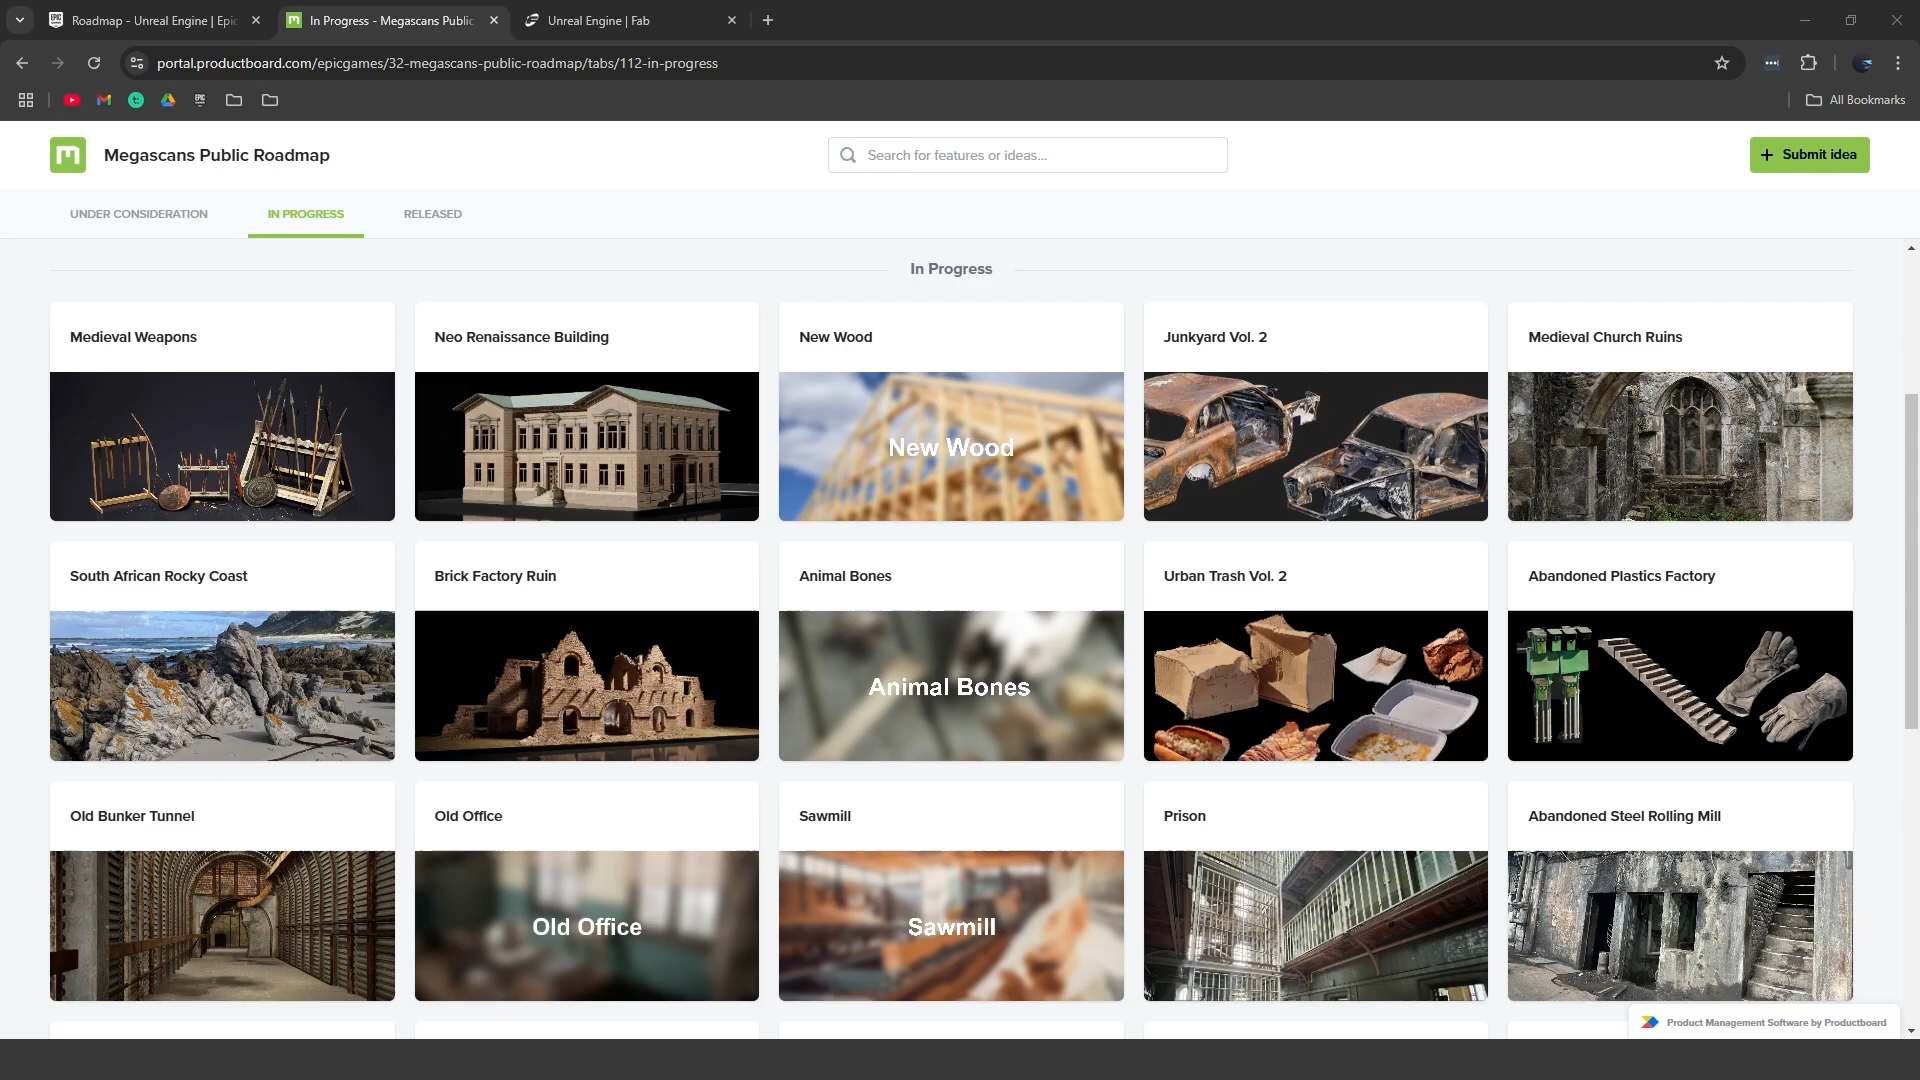 Roadmap - Unreal Engine | Epic
In Progress - Megascans Public
Unreal Engine | Fab
portal.productboard.com/epicgames/32-megascans-public-roadmap/tabs/112-in-progress
EPIC
All Bookmarks
Megascans Public Roadmap
Search for features or ideas...
Submit idea
UNDER CONSIDERATION
IN PROGRESS
RELEASED
In Progress
Medieval Weapons
Neo Renaissance Building
New Wood
Junkyard Vol. 2
Medieval Church Ruins
New Wood
South African Rocky Coast
Brick Factory Ruin
Animal Bones
Urban Trash Vol. 2
Abandoned Plastics Factory
Animal Bones
Old Bunker Tunnel
Old Office
Sawmill
Prison
Abandoned Steel Rolling Mill
Old Office
Sawmill
Product Management Software by Productboard